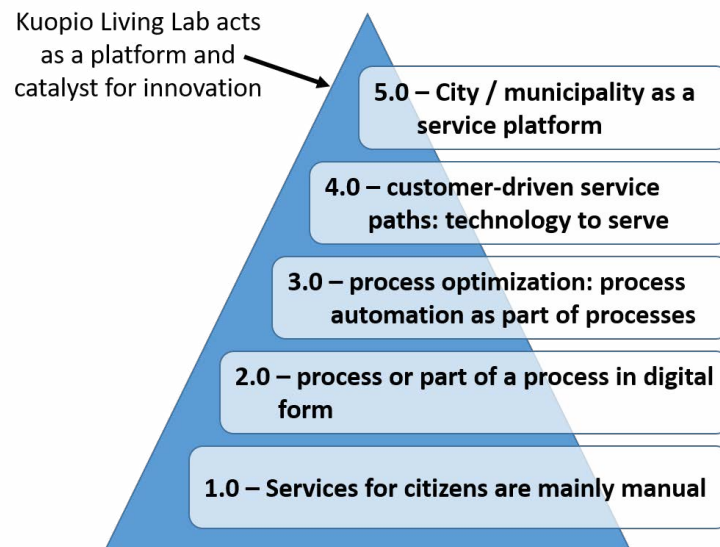 Kuopio Living Lab acts
as a platform and
catalyst for innovation
5.0 – City / municipality as a
service platform
4.0 – customer-driven service
paths: technology to serve
3.0 – process optimization: process
automation as part of processes
2.0 – process or part of a process in digital
form
1.0 – Services for citizens are mainly manual